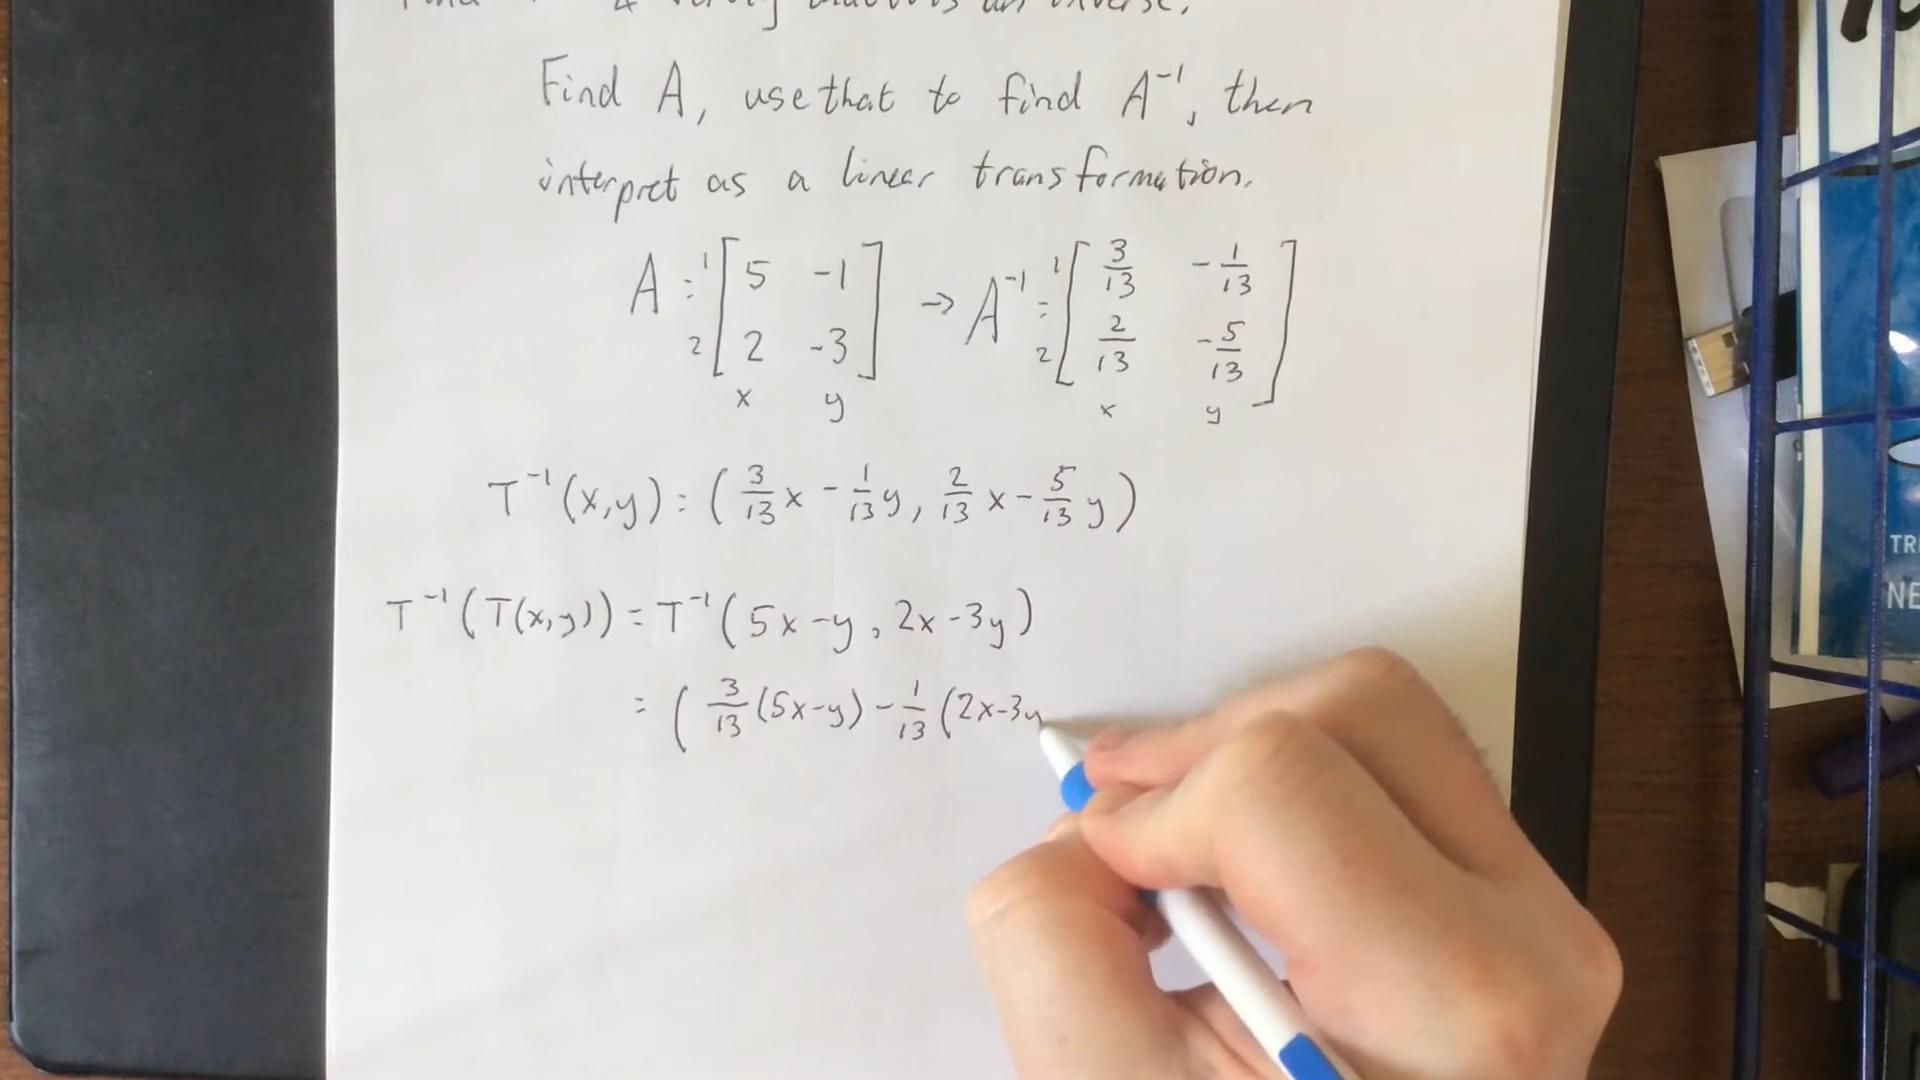 Find A, use that to find A⁻¹, then
interpret as a linear transformation.
A = 1 2 [5 -1; 2 -3] x y → A⁻¹ = 1 2 [3/13 -1/13; 2/13 -5/13] x y
T⁻¹(x,y) = (3/13 x - 1/13 y, 2/13 x - 5/13 y)
T⁻¹(T(x,y)) = T⁻¹(5x-y, 2x-3y)
= (3/13 (5x-y) - 1/13 (2x-3y
TR
NE